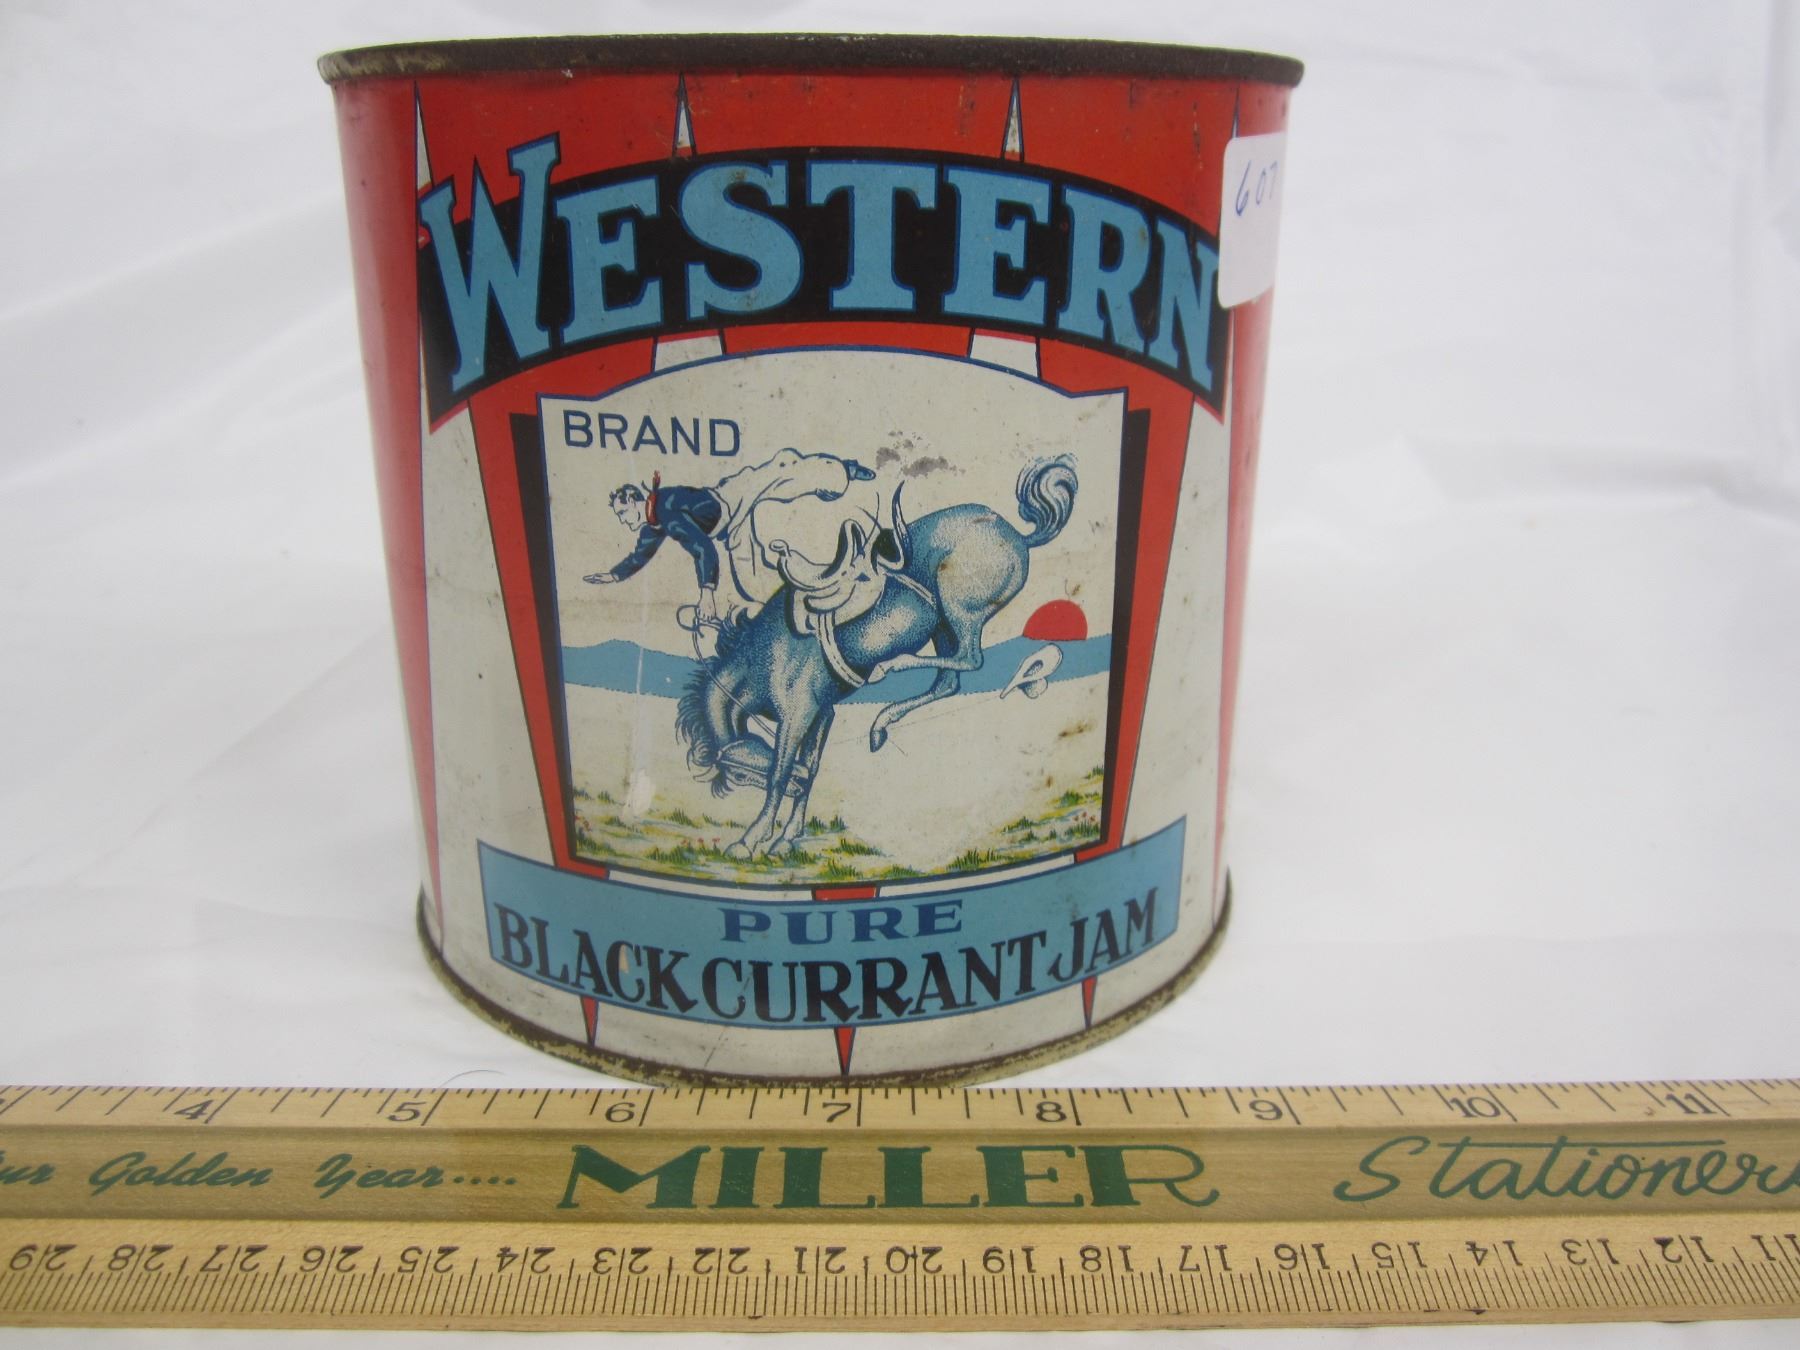 WESTERN
607
BRAND
PURE
BLACK CURRANT JAM
4 5 6 7 8 9 10 11
Golden Year.... MILLER Stationers
29 28 27 26 25 24 23 22 21 20 19 18 17 16 15 14 13 12 11